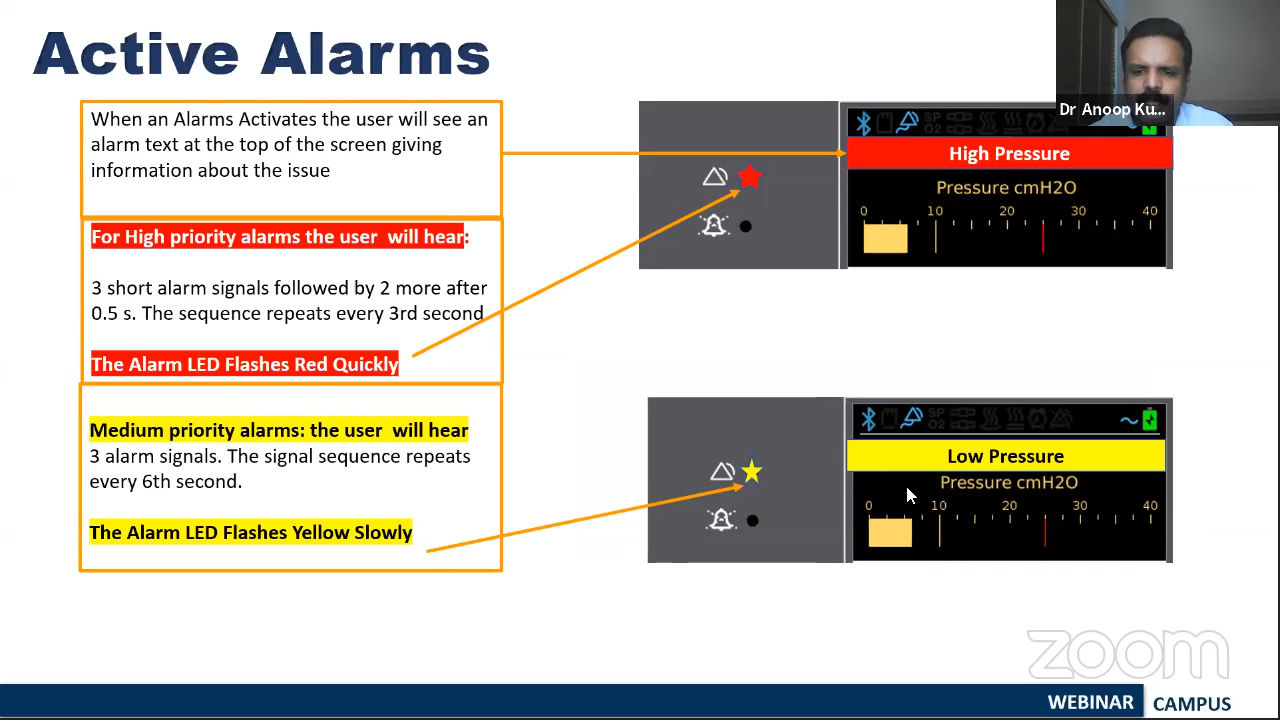 Active Alarms
When an Alarms Activates the user will see an
alarm text at the top of the screen giving
information about the issue
For High priority alarms the user will hear:
3 short alarm signals followed by 2 more after
0.5 s. The sequence repeats every 3rd second
The Alarm LED Flashes Red Quickly
Medium priority alarms: the user will hear
3 alarm signals. The signal sequence repeats
every 6th second.
The Alarm LED Flashes Yellow Slowly
Dr Anoop Ku...
SP
O2
High Pressure
Pressure cmH2O
0 10 20 30 40
SP
O2
Low Pressure
Pressure cmH2O
0 10 20 30 40
zoom
WEBINAR CAMPUS